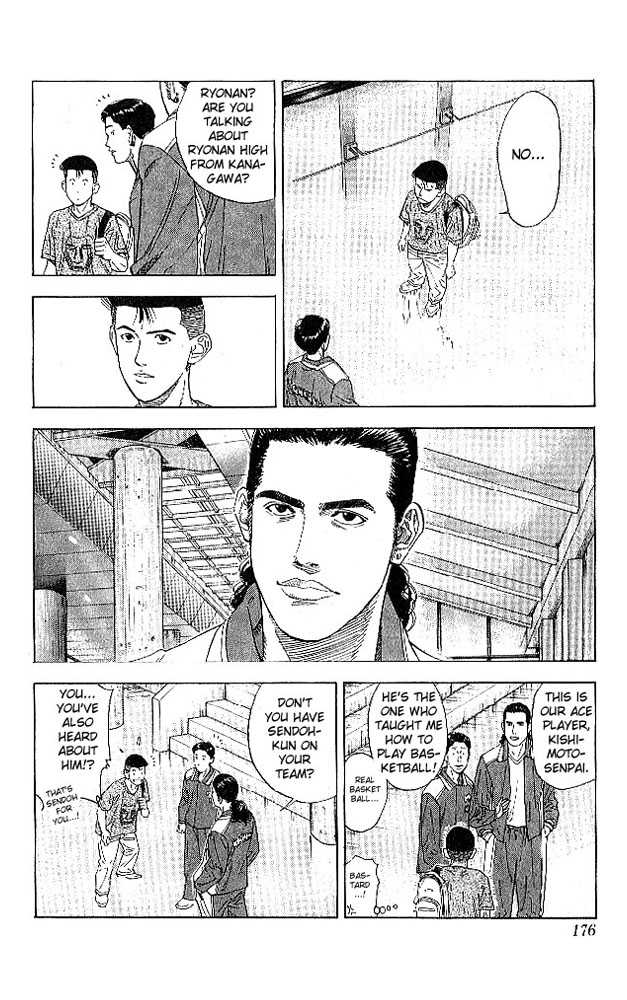 NO...
RYONAN?
ARE YOU
TALKING
ABOUT
RYONAN HIGH
FROM KANA-
GAWA?
THIS IS
OUR ACE
PLAYER,
KISHI-
MOTO-
SENPAI.
HE'S THE
ONE WHO
TAUGHT ME
HOW TO
PLAY BAS-
KETBALL!
REAL
BASKET
BALL...
BAS-
TARD
...!
DON'T
YOU HAVE
SENDOH-
KUN ON
YOUR
TEAM?
YOU...
YOU'VE
ALSO
HEARD
ABOUT
HIM!?
THAT'S
SENDOH
FOR
YOU...!
176